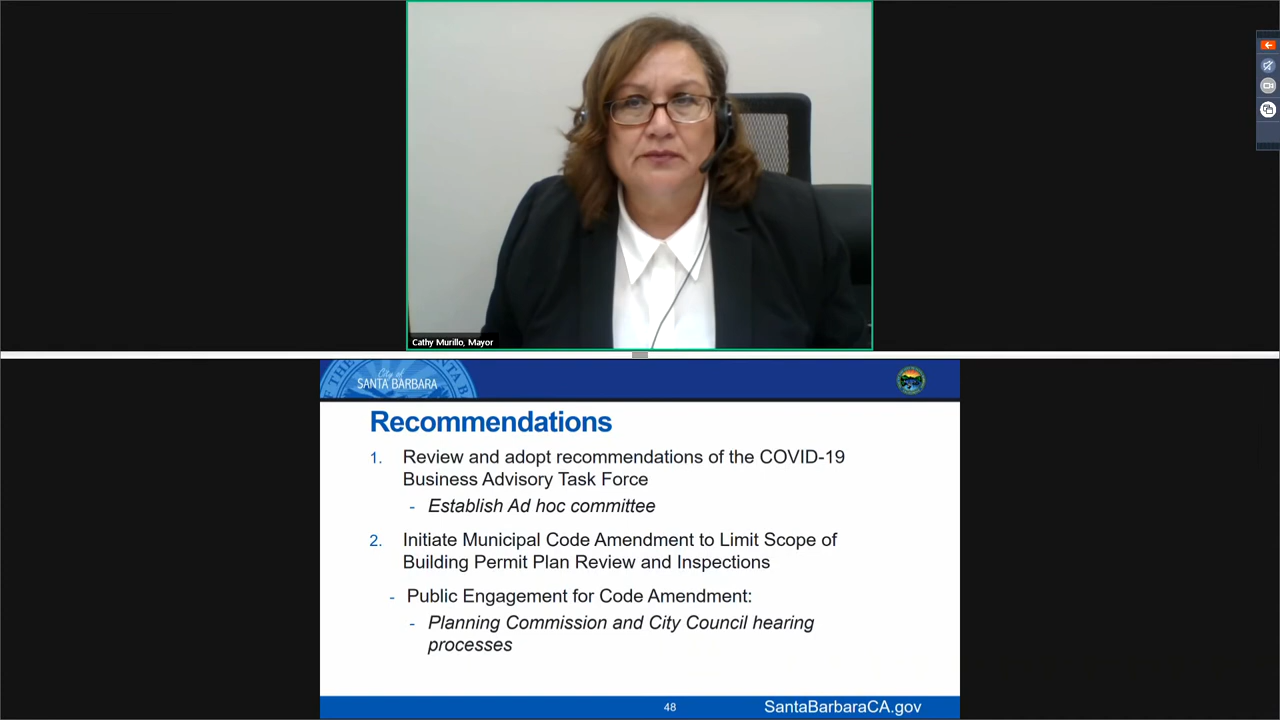 Cathy Murillo, Mayor
City of
SANTA BARBARA
Recommendations
1. Review and adopt recommendations of the COVID-19
Business Advisory Task Force
- Establish Ad hoc committee
2. Initiate Municipal Code Amendment to Limit Scope of
Building Permit Plan Review and Inspections
- Public Engagement for Code Amendment:
- Planning Commission and City Council hearing
processes
48
SantaBarbaraCA.gov